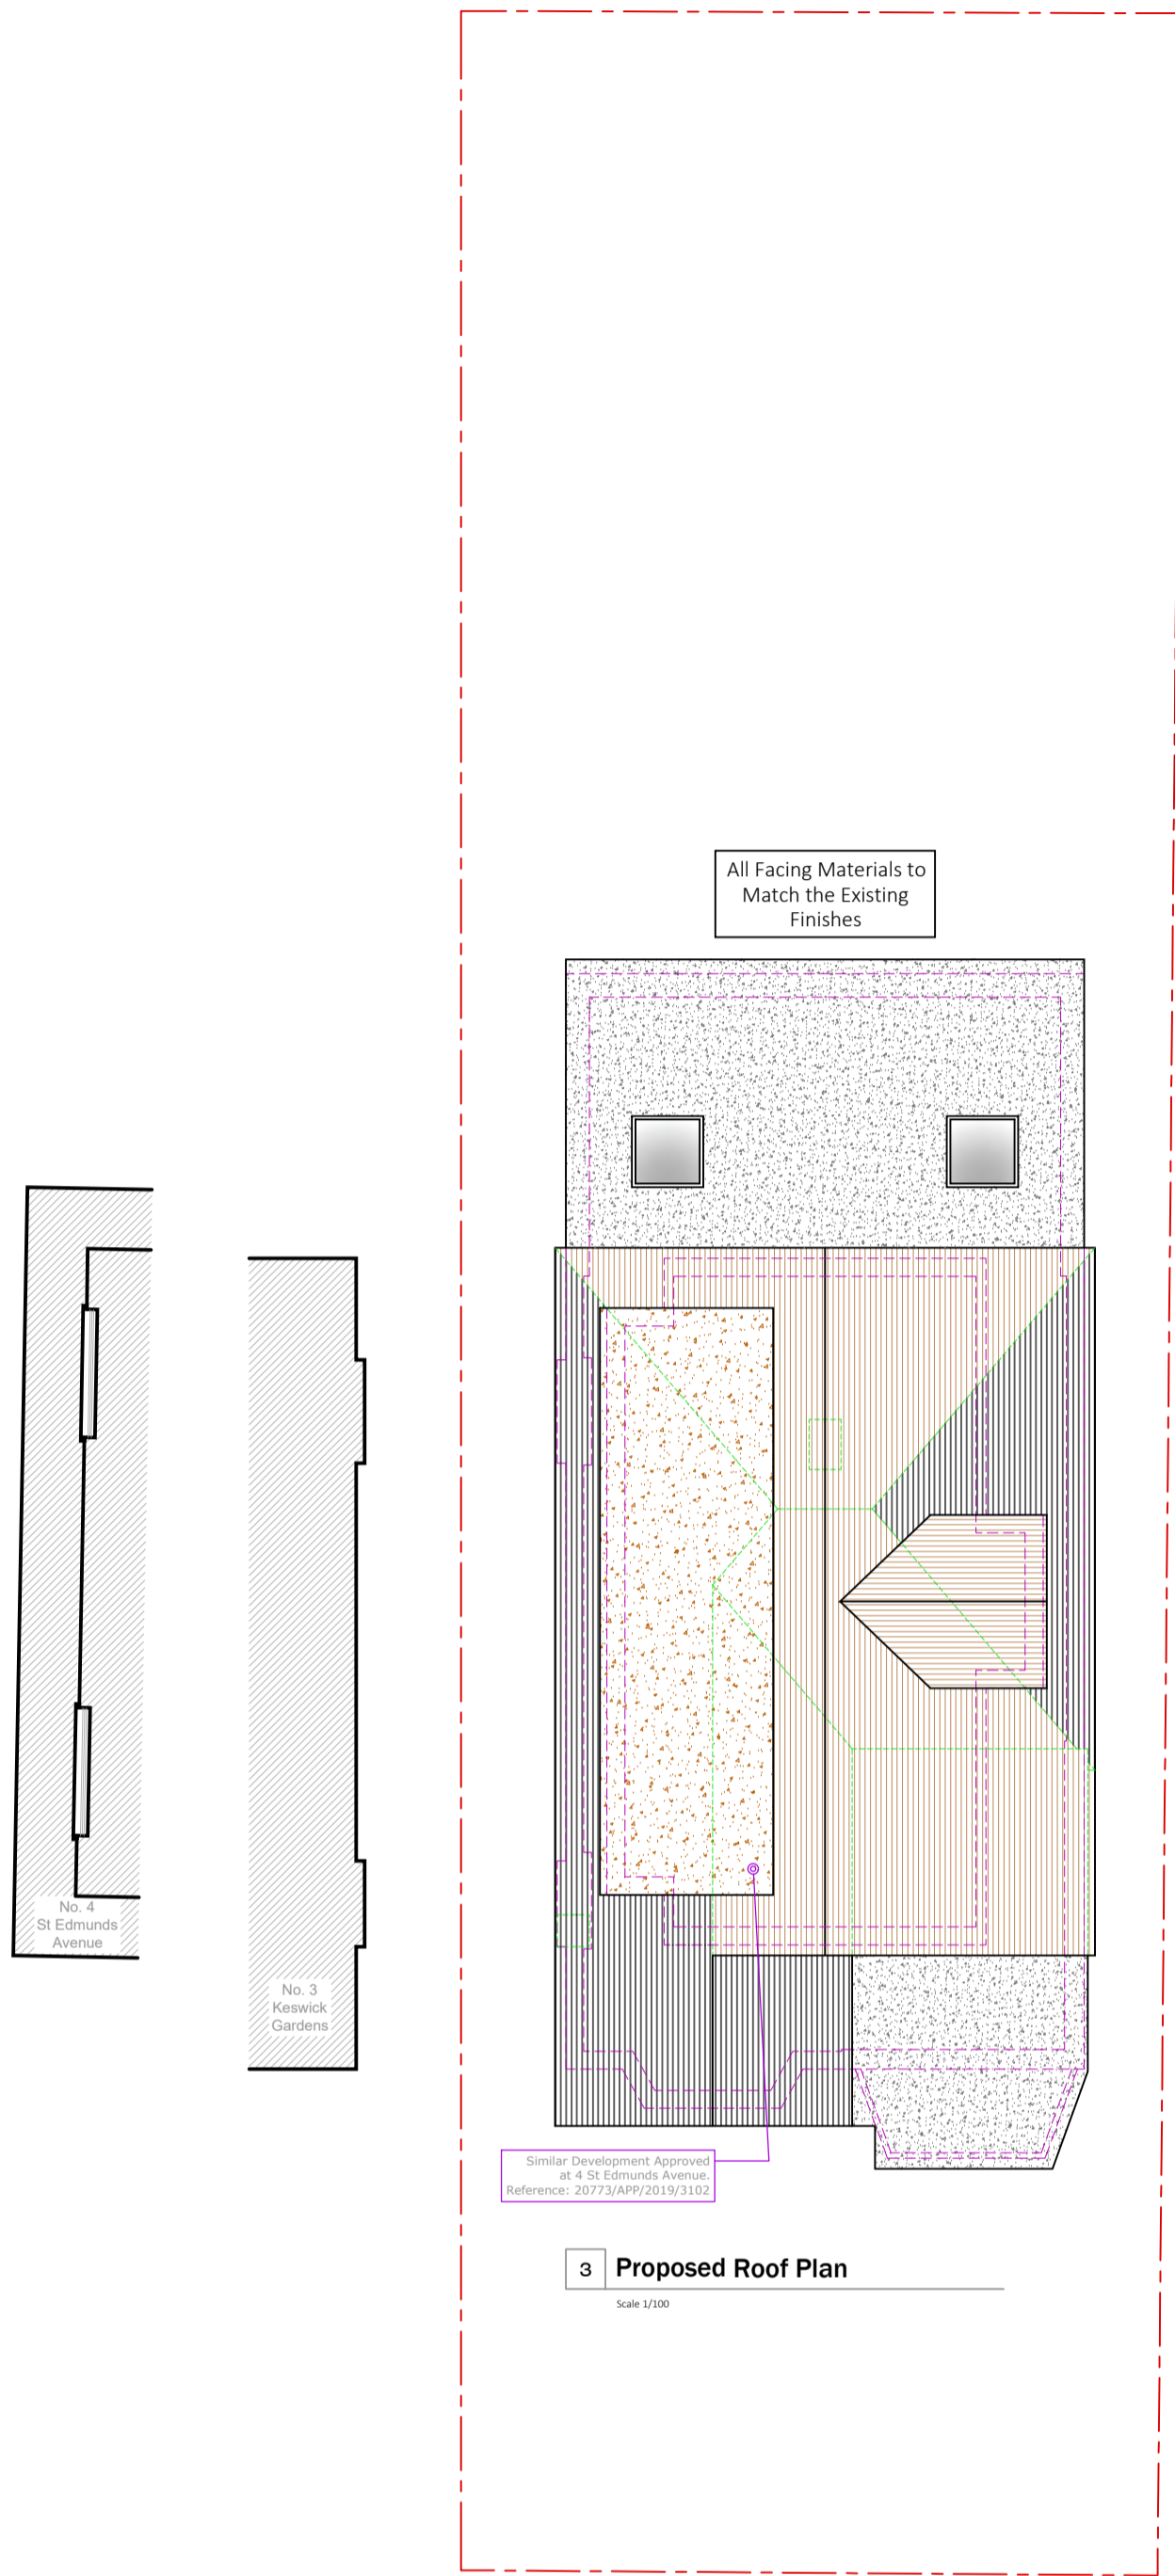 All Facing Materials to
Match the Existing
Finishes
No. 4
St Edmunds
Avenue
No. 3
Keswick
Gardens
Similar Development Approved
at 4 St Edmunds Avenue.
Reference: 20773/APP/2019/3102
3 Proposed Roof Plan
Scale 1/100